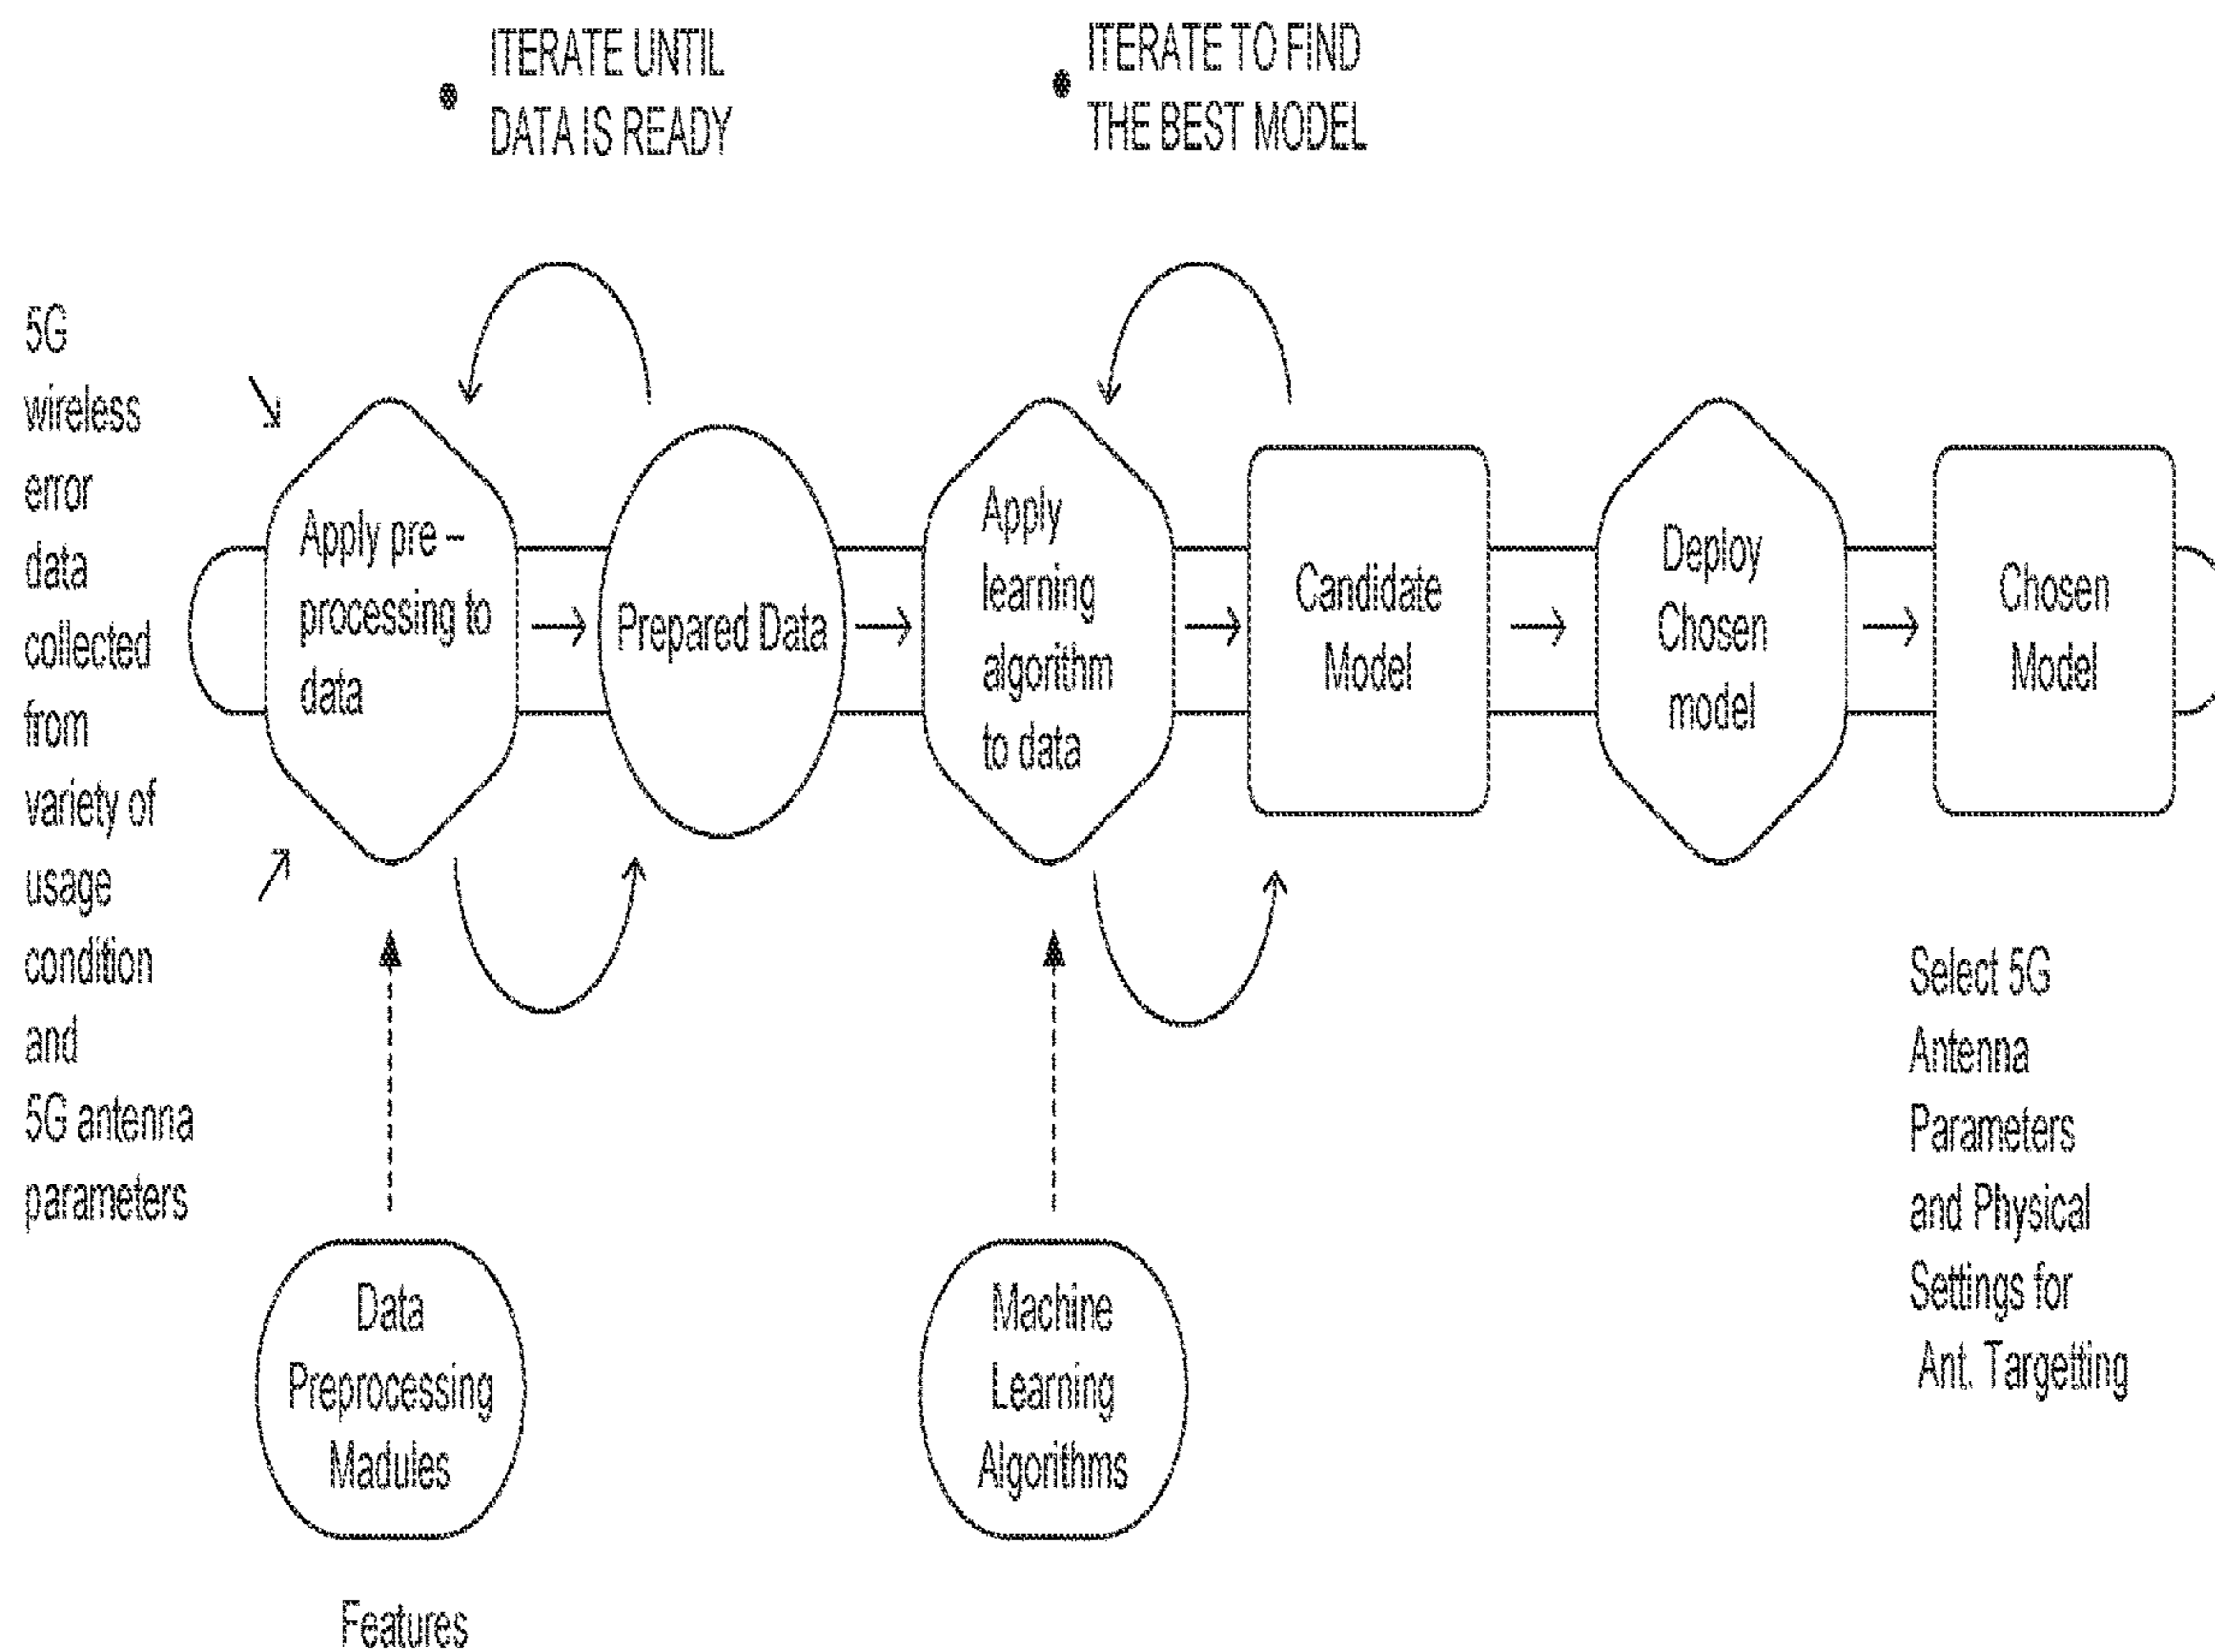 ITERATE UNTIL
DATA IS READY
ITERATE TO FIND
THE BEST MODEL
5G
wireless
error
data
collected
from
variety of
usage
condition
and
5G antenna
parameters
Apply pre –
processing to
data
Prepared Data
Apply
learning
algorithm
to data
Candidate
Model
Deploy
Chosen
model
Chosen
Model
Select 5G
Antenna
Parameters
and Physical
Settings for
Ant. Targetting
Data
Preprocessing
Madules
Machine
Learning
Algorithms
Features